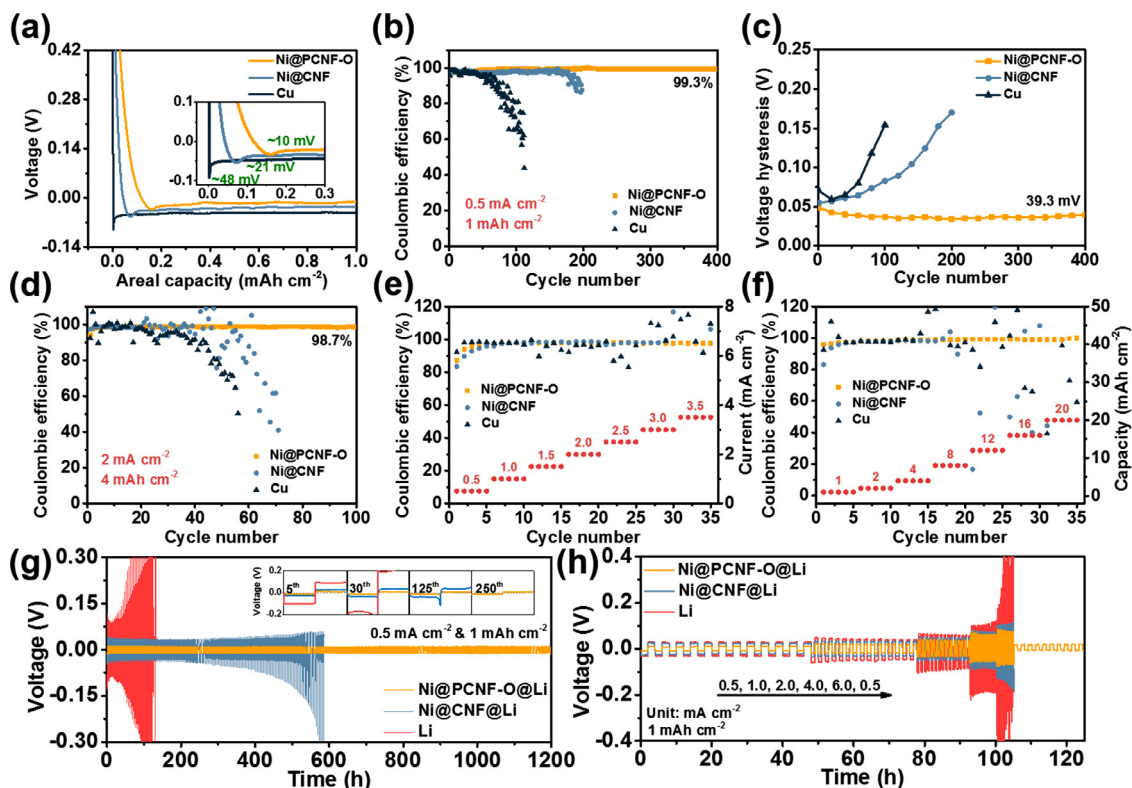 (a)
0.42
0.28
0.14
0.00
-0.14
Voltage (V)
Ni@PCNF-O
Ni@CNF
Cu
0.1
0.0
-0.1
~10 mV
~21 mV
~48 mV
0.0 0.1 0.2 0.3
0.0 0.2 0.4 0.6 0.8 1.0
Areal capacity (mAh cm-2)
(b)
120
100
80
60
40
20
0
Coulombic efficiency (%)
99.3%
0.5 mA cm-2
1 mAh cm-2
Ni@PCNF-O
Ni@CNF
Cu
0 100 200 300 400
Cycle number
(c)
0.25
0.20
0.15
0.10
0.05
0.00
Voltage hysteresis (V)
Ni@PCNF-O
Ni@CNF
Cu
39.3 mV
0 100 200 300 400
Cycle number
(d)
100
80
60
40
20
0
Coulombic efficiency (%)
98.7%
2 mA cm-2
4 mAh cm-2
Ni@PCNF-O
Ni@CNF
Cu
0 20 40 60 80 100
Cycle number
(e)
120
100
80
60
40
20
0
Coulombic efficiency (%)
Ni@PCNF-O
Ni@CNF
Cu
0.5 1.0 1.5 2.0 2.5 3.0 3.5
8
6
4
2
0
Current (mA cm-2)
0 5 10 15 20 25 30 35
Cycle number
(f)
120
100
80
60
40
20
0
Coulombic efficiency (%)
Ni@PCNF-O
Ni@CNF
Cu
1 2 4 8 12 16 20
50
40
30
20
10
0
Capacity (mAh cm-2)
0 5 10 15 20 25 30 35
Cycle number
(g)
0.30
0.15
0.00
-0.15
-0.30
Voltage (V)
0.2
0.0
-0.2
Voltage (V)
5th 30th 125th 250th
0.5 mA cm-2 & 1 mAh cm-2
Ni@PCNF-O@Li
Ni@CNF@Li
Li
0 200 400 600 800 1000 1200
Time (h)
(h)
0.4
0.2
0.0
-0.2
-0.4
Voltage (V)
Ni@PCNF-O@Li
Ni@CNF@Li
Li
0.5, 1.0, 2.0, 4.0, 6.0, 0.5
Unit: mA cm-2
1 mAh cm-2
0 20 40 60 80 100 120
Time (h)